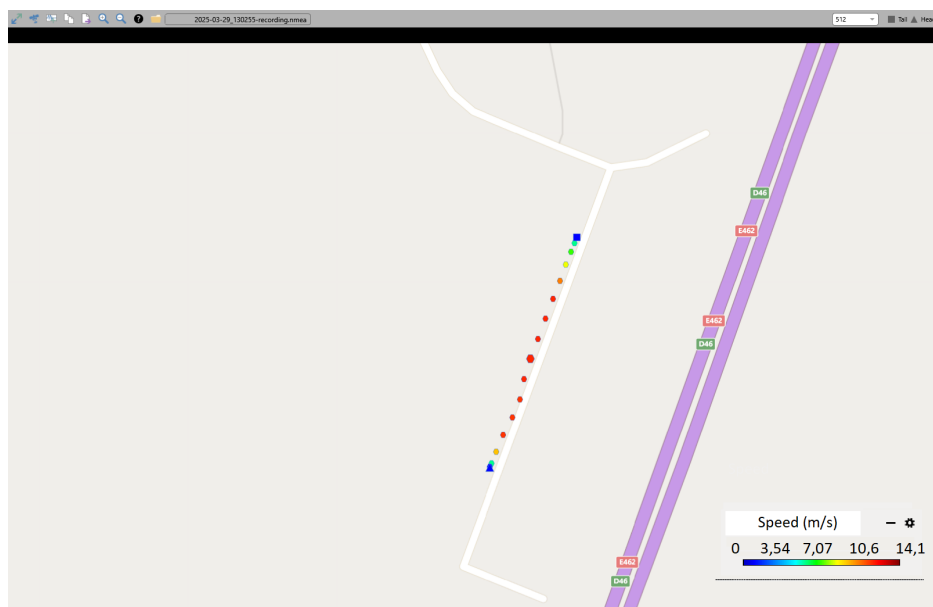 2025-03-29_130255-recording.nmea
512
Tail
Head
D46
E462
E462
D46
E462
D46
Speed (m/s)
0 3,54 7,07 10,6 14,1